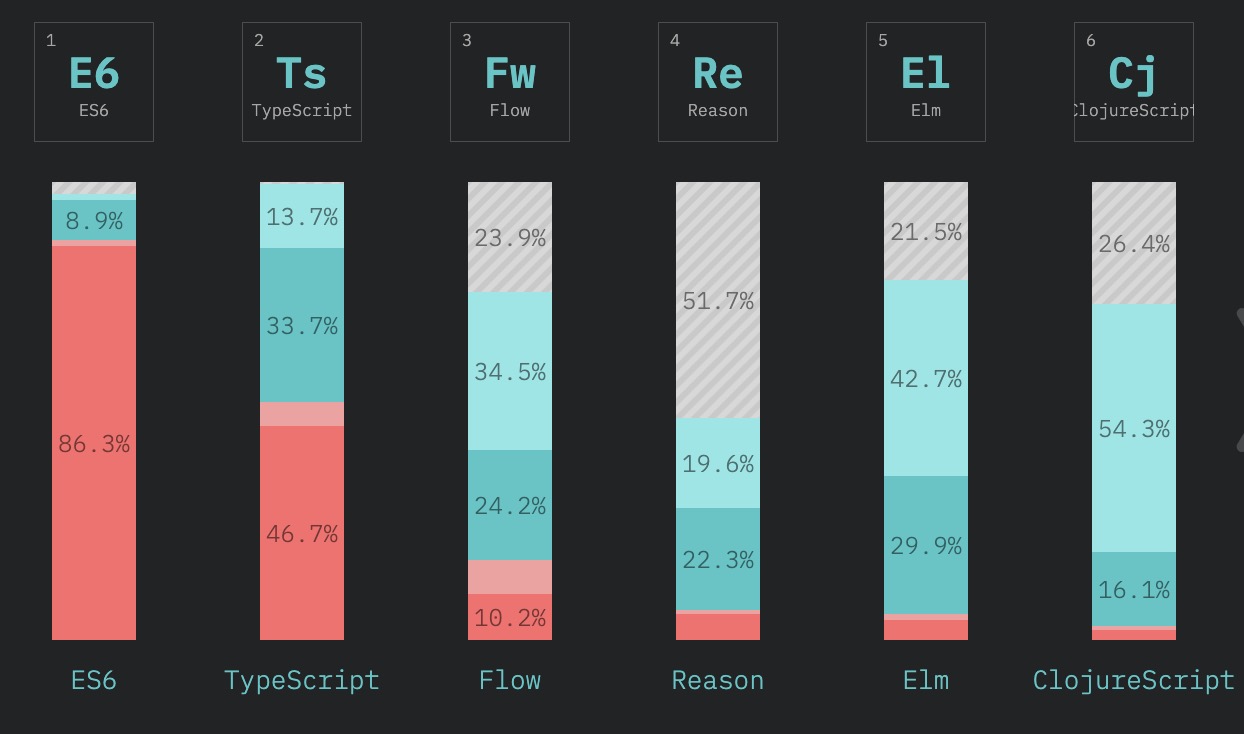 1
E6
ES6
2
Ts
TypeScript
3
Fw
Flow
4
Re
Reason
5
El
Elm
6
Cj
ClojureScript
8.9%
86.3%
13.7%
33.7%
46.7%
23.9%
34.5%
24.2%
10.2%
51.7%
19.6%
22.3%
21.5%
42.7%
29.9%
26.4%
54.3%
16.1%
ES6
TypeScript
Flow
Reason
Elm
ClojureScript